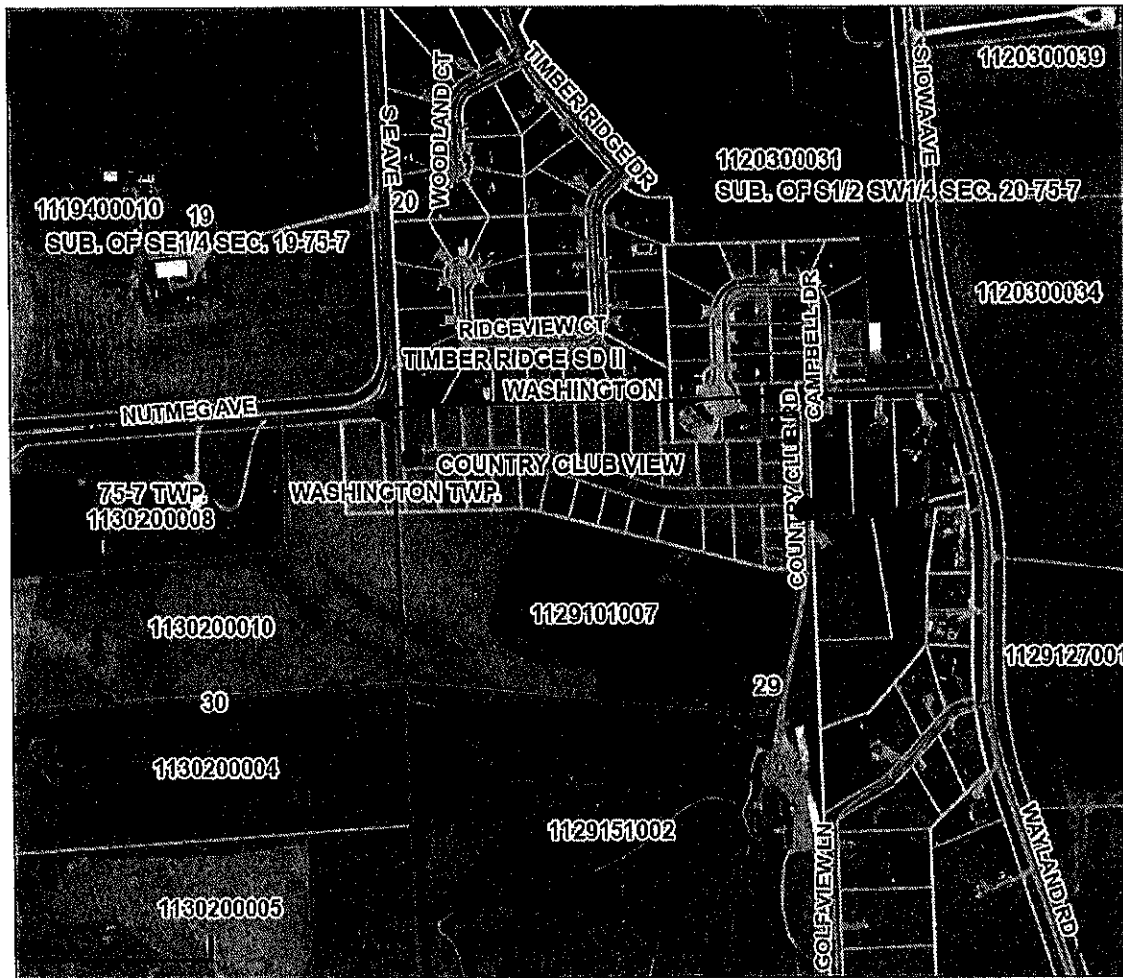 1120300039
TIMBER RIDGE DR
WOODLAND CT
S E AVE
S IOWA AVE
1120300031
SUB. OF S1/2 SW1/4 SEC. 20-75-7
1119400010
19
20
SUB. OF SE1/4 SEC. 19-75-7
1120300034
CAMPBELL DR
RIDGEVIEW CT
TIMBER RIDGE SD II
WASHINGTON
NUTMEG AVE
COUNTRY CLUB RD
COUNTRY CLUB VIEW
75-7 TWP.
WASHINGTON TWP.
1130200008
1129101007
1130200010
1129127001
29
30
1130200004
1129151002
WAYLAND RD
GOLFVIEW LN
1130200005